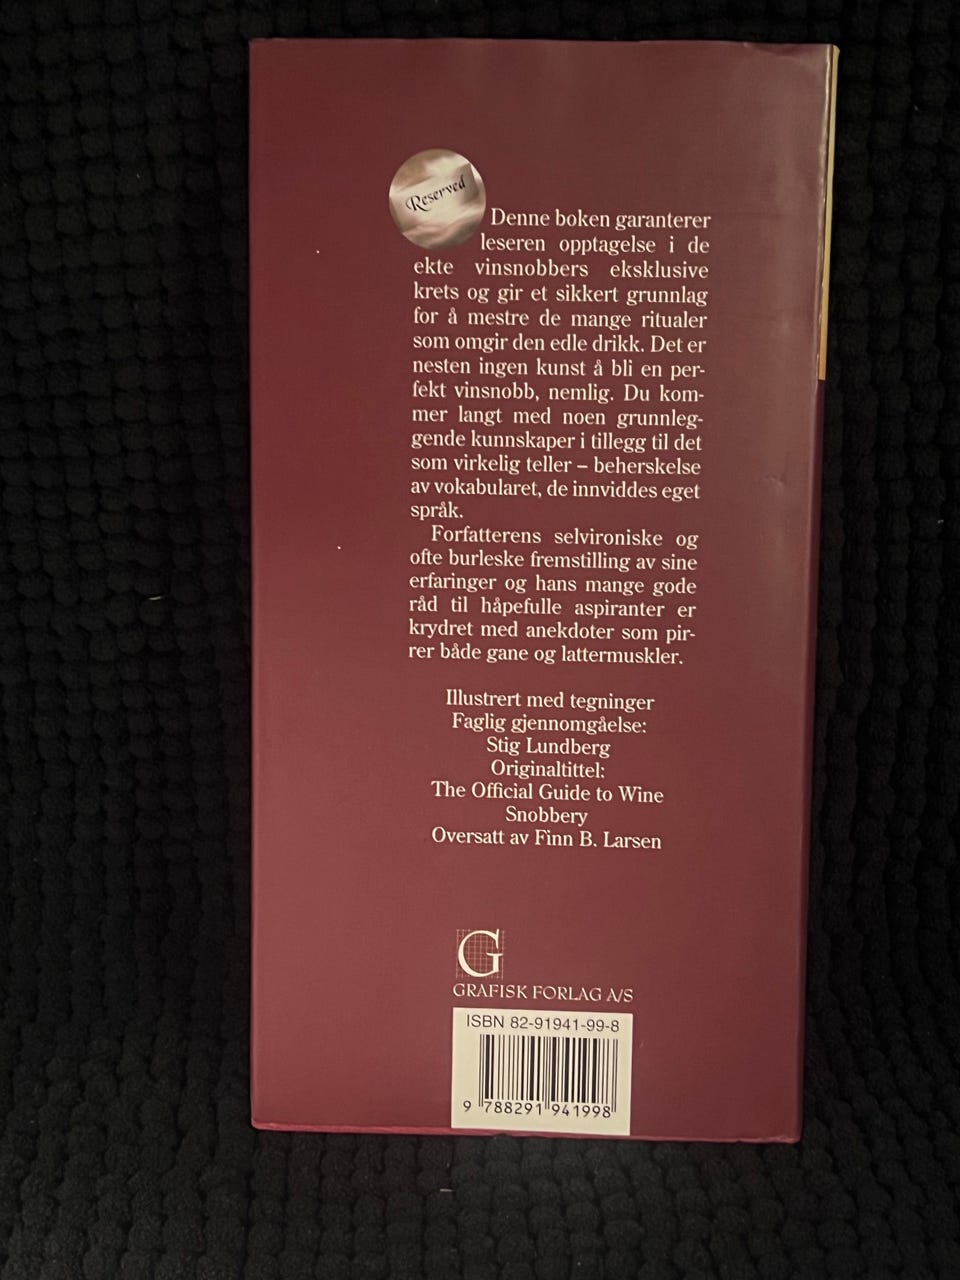 Reserved
Denne boken garanterer
leseren opptagelse i de
ekte vinsnobbers eksklusive
krets og gir et sikkert grunnlag
for å mestre de mange ritualer
som omgir den edle drikk. Det er
nesten ingen kunst å bli en per-
fekt vinsnobb, nemlig. Du kom-
mer langt med noen grunnleg-
gende kunnskaper i tillegg til det
som virkelig teller – beherskelse
av vokabularet, de innviddes eget
språk.
Forfatterens selvironiske og
ofte burleske fremstilling av sine
erfaringer og hans mange gode
råd til håpefulle aspiranter er
krydret med anekdoter som pir-
rer både gane og lattermuskler.
Illustrert med tegninger
Faglig gjennomgåelse:
Stig Lundberg
Originaltittel:
The Official Guide to Wine
Snobbery
Oversatt av Finn B. Larsen
G
GRAFISK FORLAG A/S
ISBN 82-91941-99-8
9 788291 941998